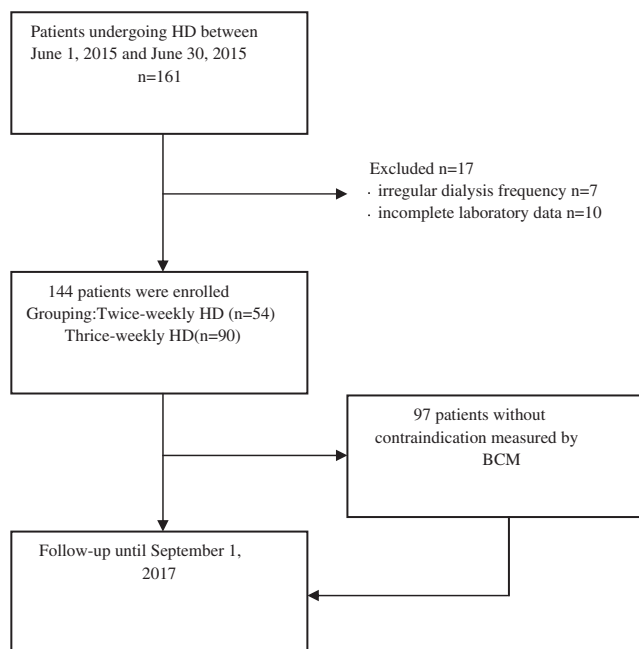 Patients undergoing HD between
June 1, 2015 and June 30, 2015
n=161
Excluded n=17
· irregular dialysis frequency n=7
· incomplete laboratory data n=10
144 patients were enrolled
Grouping:Twice-weekly HD (n=54)
Thrice-weekly HD(n=90)
97 patients without
contraindication measured by
BCM
Follow-up until September 1,
2017